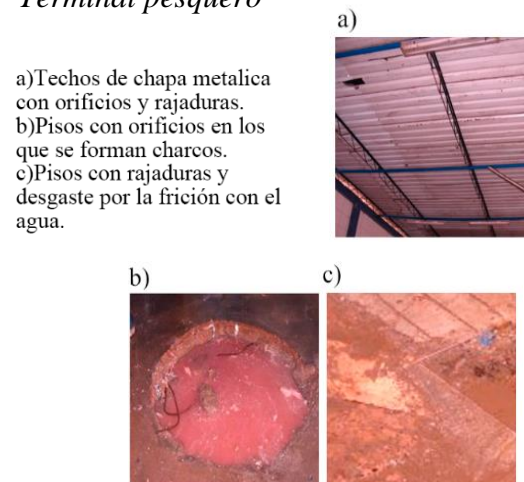 Terminal pesquero
a)
a)Techos de chapa metalica
con orificios y rajaduras.
b)Pisos con orificios en los
que se forman charcos.
c)Pisos con rajaduras y
desgaste por la frición con el
agua.
b)
c)